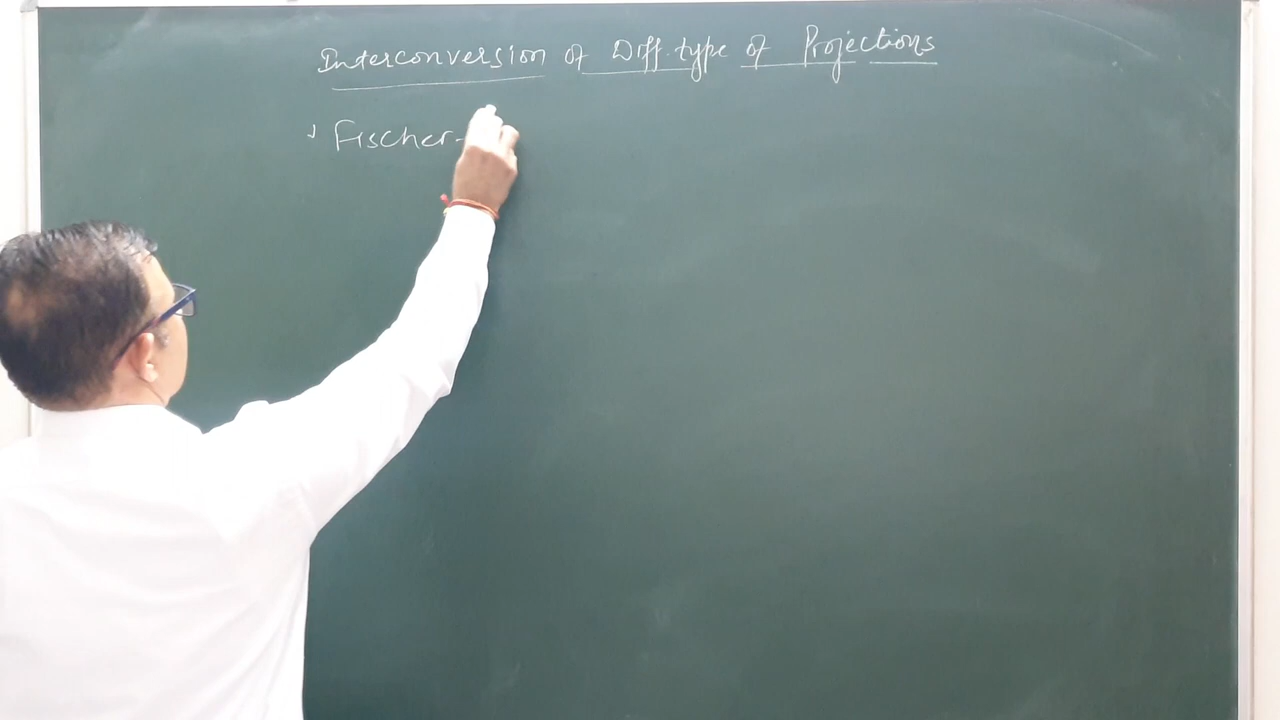 Interconversion of Diff. type of Projections
Fischer-